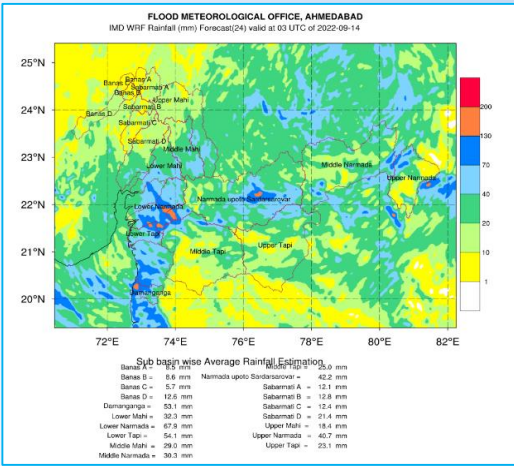 FLOOD METEOROLOGICAL OFFICE, AHMEDABAD
IMD WRF Rainfall (mm) Forecast(24) valid at 03 UTC of 2022-09-14
25°N
24°N
23°N
22°N
21°N
20°N
72°E
74°E
76°E
78°E
80°E
82°E
200
130
70
40
20
10
1
Banas A
Banas B
Sabarmati A
Upper Mahi
Sabarmati B
Banas D
Sabarmati C
Sabarmati D
Middle Mahi
Lower Mahi
Middle Narmada
Upper Narmada
Narmada upoto Sardarsarovar
Lower Narmada
Lower Tapi
Upper Tapi
Middle Tapi
Damanganga
Sub basin wise Average Rainfall Estimation
Banas A = 8.5 mm
Banas B = 6.6 mm
Banas C = 5.7 mm
Banas D = 12.6 mm
Damanganga = 53.1 mm
Lower Mahi = 32.3 mm
Lower Narmada = 67.9 mm
Lower Tapi = 54.1 mm
Middle Mahi = 29.0 mm
Middle Narmada = 30.3 mm
Middle Tapi = 25.0 mm
Narmada upoto Sardarsarovar = 42.2 mm
Sabarmati A = 12.1 mm
Sabarmati B = 12.8 mm
Sabarmati C = 12.4 mm
Sabarmati D = 21.4 mm
Upper Mahi = 18.4 mm
Upper Narmada = 40.7 mm
Upper Tapi = 23.1 mm